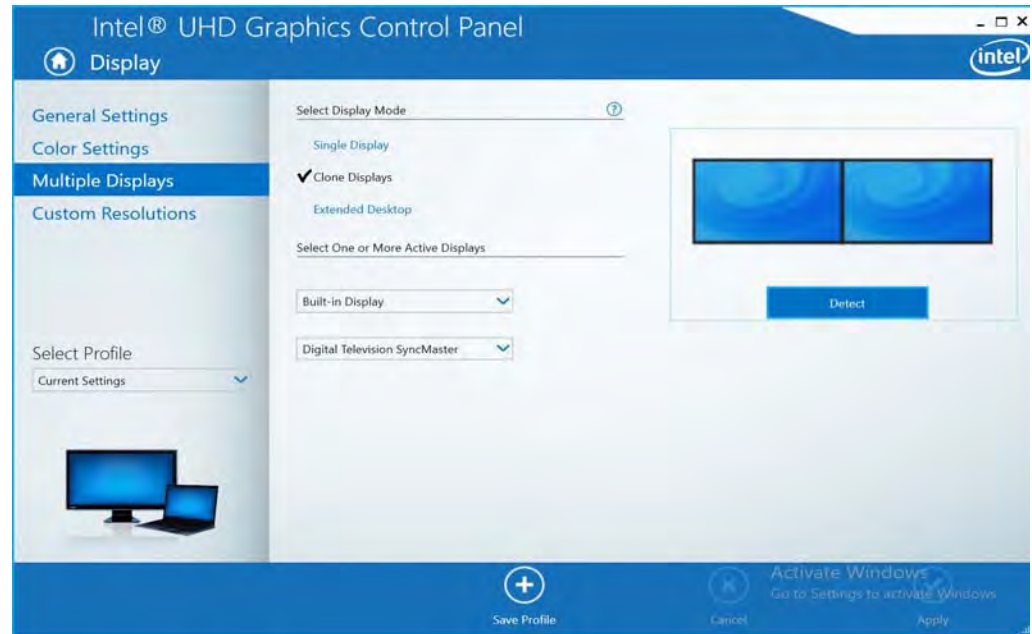 Intel® UHD Graphics Control Panel
Display
intel
General Settings
Color Settings
Multiple Displays
Custom Resolutions
Select Profile
Current Settings
Select Display Mode
?
Single Display
Clone Displays
Extended Desktop
Select One or More Active Displays
Built-in Display
Digital Television SyncMaster
Detect
Save Profile
Cancel
Apply
Activate Windows
Go to Settings to activate Windows